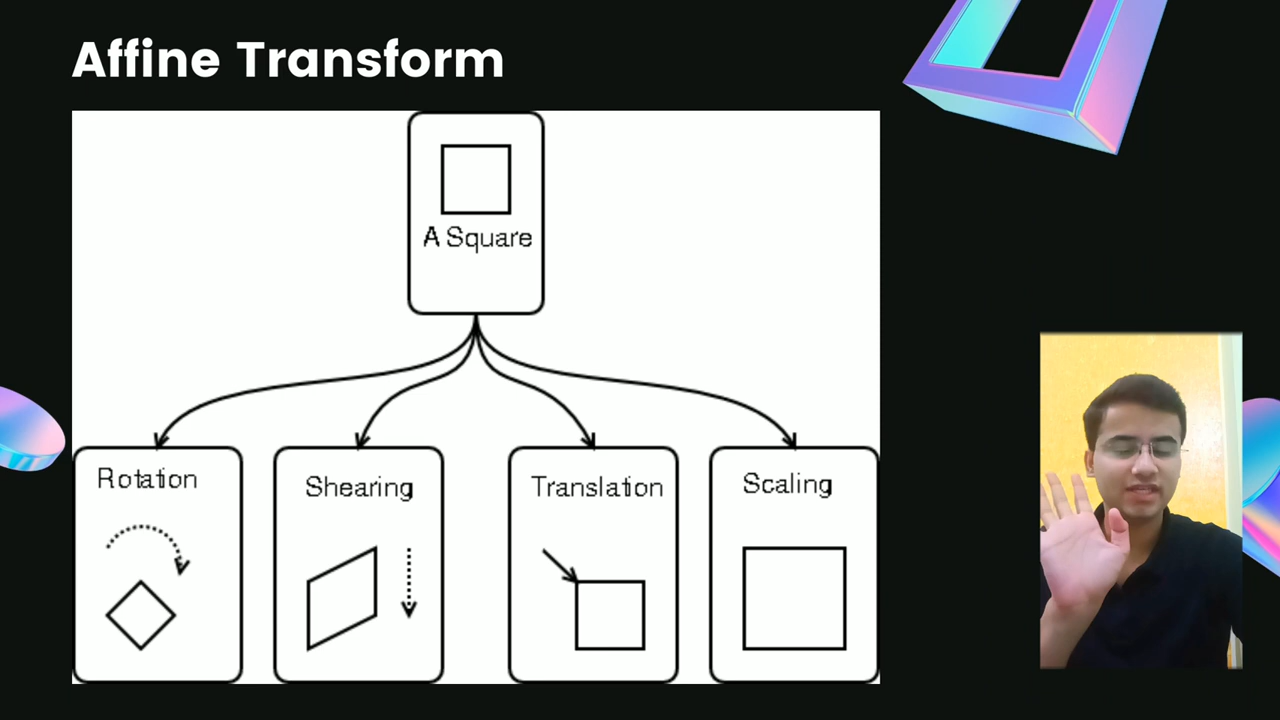 Affine Transform
A Square
Rotation
Shearing
Translation
Scaling